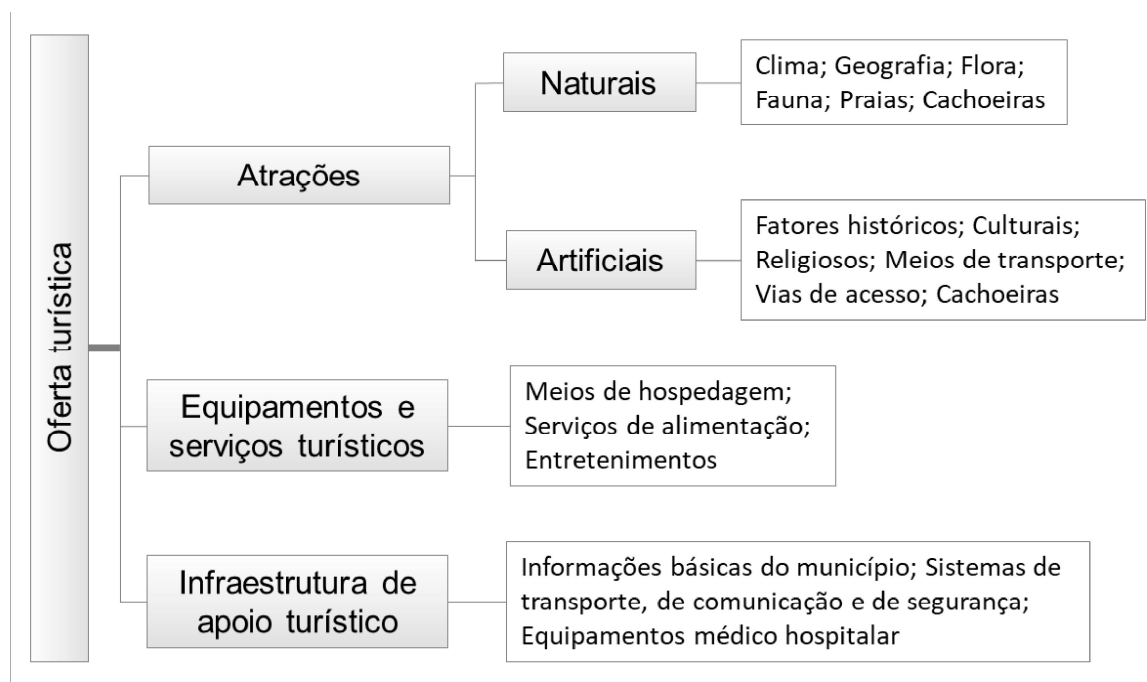 Oferta turística
Atrações
Naturais
Clima; Geografia; Flora;
Fauna; Praias; Cachoeiras
Artificiais
Fatores históricos; Culturais;
Religiosos; Meios de transporte;
Vias de acesso; Cachoeiras
Equipamentos e
serviços turísticos
Meios de hospedagem;
Serviços de alimentação;
Entretenimentos
Infraestrutura de
apoio turístico
Informações básicas do município; Sistemas de
transporte, de comunicação e de segurança;
Equipamentos médico hospitalar